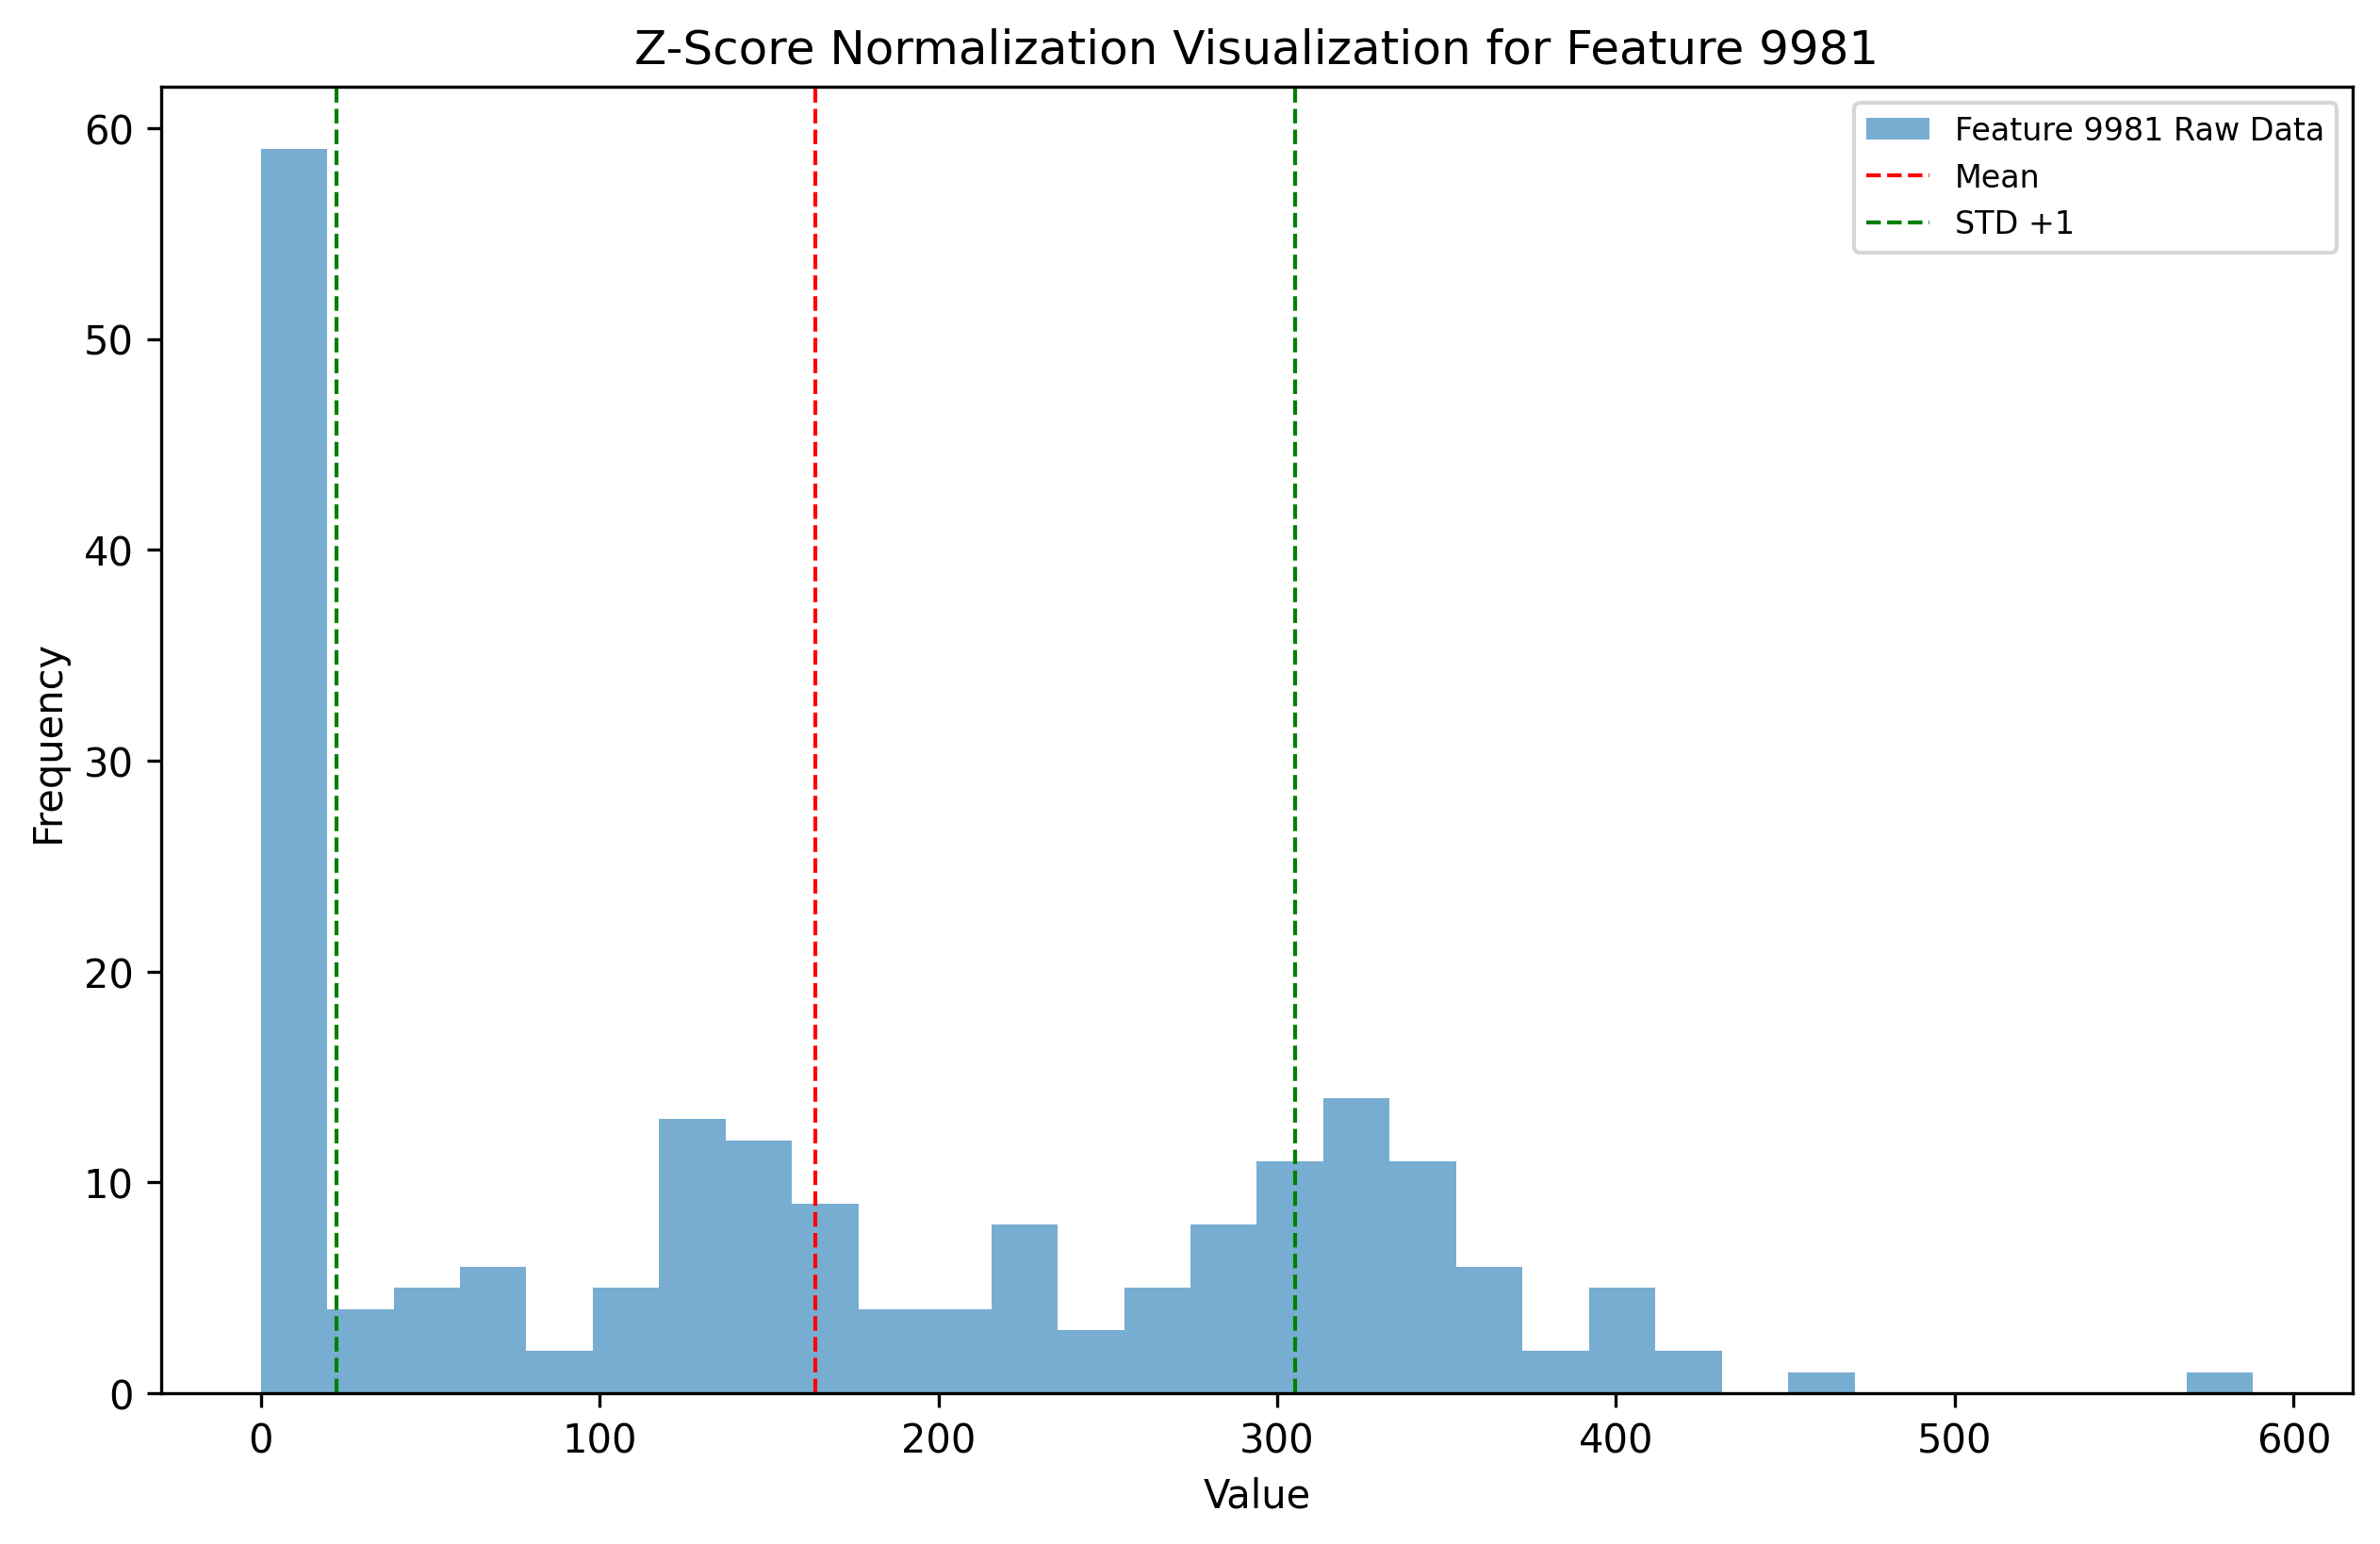 Z-Score Normalization Visualization for Feature 9981
Feature 9981 Raw Data
Mean
STD +1
60
50
40
30
20
10
0
Frequency
0 100 200 300 400 500 600
Value